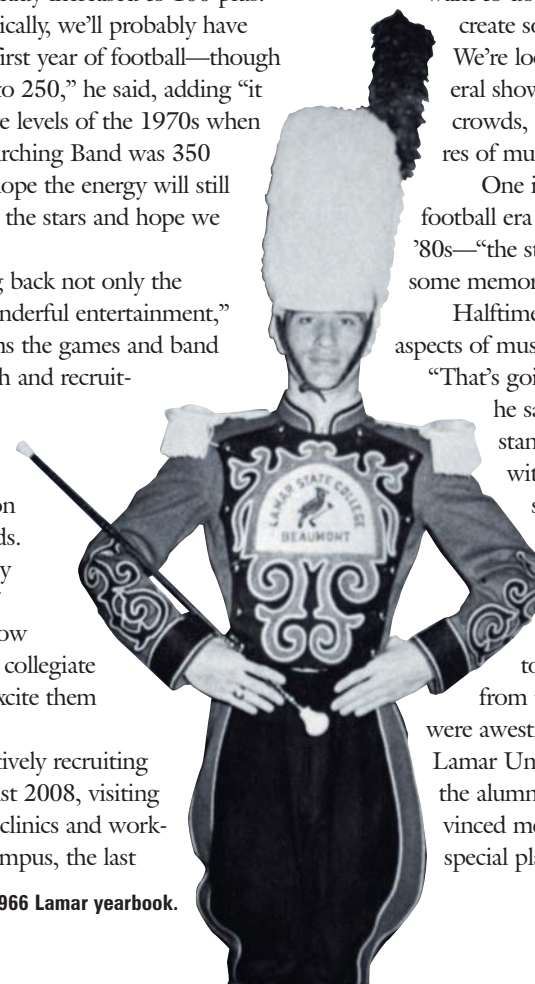 increased to 100 plus.
ically, we'll probably have
irst year of football—though
to 250,” he said, adding “it
e levels of the 1970s when
rching Band was 350
ope the energy will still
the stars and hope we
g back not only the
nderful entertainment,”
ns the games and band
h and recruit-
on
ds.
y
ow
collegiate
xcite them
tively recruiting
st 2008, visiting
clinics and work-
mpus, the last
966 Lamar yearbook.
LAMAR STATE COLLEGE
BEAUMONT
create so
We’re loo
eral show
crowds,
res of mu
One i
football era
’80s—“the st
some memor
Halftime
aspects of mus
“That’s goi
he sa
stan
wit
s
to
from
were awest
Lamar Un
the alumn
vinced me
special pla